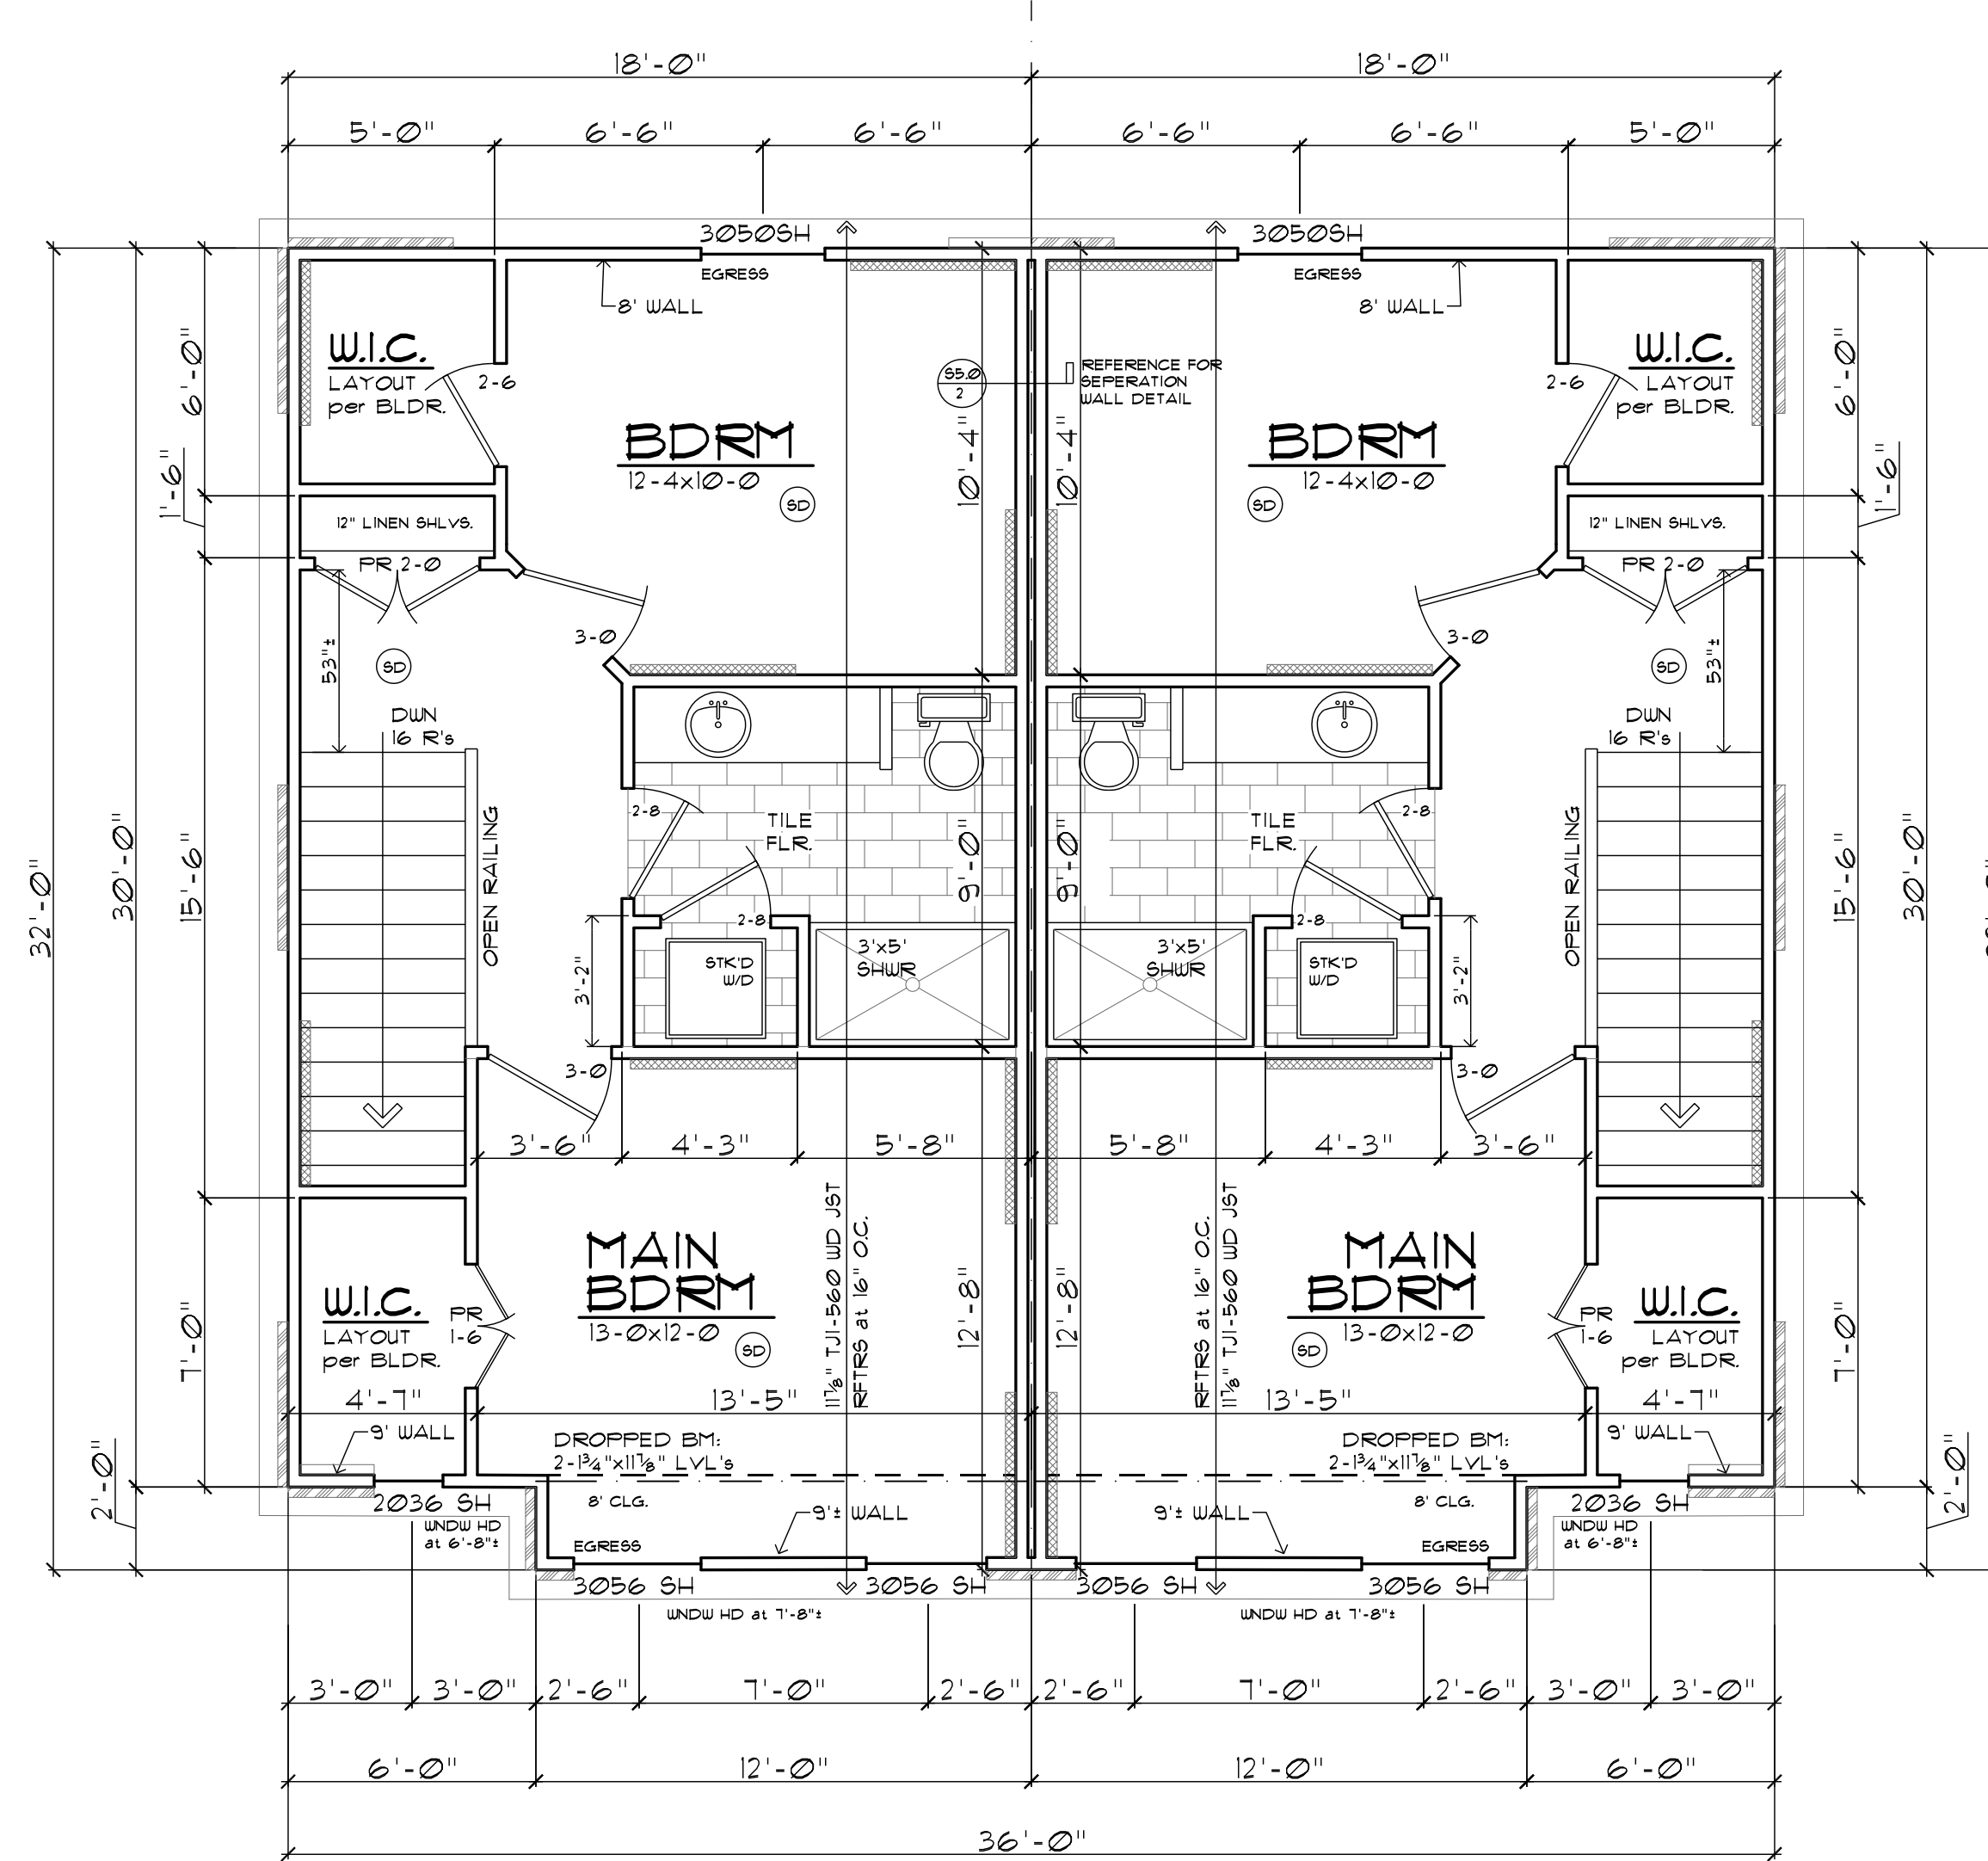 18'-0" 18'-0"
5'-0" 6'-6" 6'-6" 6'-6" 6'-6" 5'-0"
3050SH 3050SH
EGRESS EGRESS
8' WALL 8' WALL
W.I.C.
LAYOUT
per BLDR.
2-6
S5.0
2
REFERENCE FOR
SEPERATION
WALL DETAIL
2-6
W.I.C.
LAYOUT
per BLDR.
6'-0" 6'-0"
BDRM
12-4x10-0
SD
10'-4" 10'-4"
BDRM
12-4x10-0
SD
1'-6" 1'-6"
12" LINEN SHLVS. 12" LINEN SHLVS.
PR 2-0 PR 2-0
3-0 3-0
53"± 53"±
SD SD
DWN
16 R's
DWN
16 R's
32'-0"
30'-0"
15'-6"
OPEN RAILING
2-8
TILE
FLR.
9'-0" 9'-0"
TILE
FLR.
2-8
OPEN RAILING
15'-6"
30'-0"
2-8 2-8
3'-2"
STK'D
W/D
3'x5'
SHWR
3'x5'
SHWR
STK'D
W/D
3'-2"
3-0 3-0
3'-6" 4'-3" 5'-8" 5'-8" 4'-3" 3'-6"
MAIN
BDRM
13-0x12-0
SD
11⅞" TJI-560 WD JST
RFTRS at 16" O.C.
12'-8" 12'-8"
RFTRS at 16" O.C.
11⅞" TJI-560 WD JST
MAIN
BDRM
13-0x12-0
SD
7'-0"
W.I.C.
LAYOUT
per BLDR.
PR
1-6
PR
1-6
W.I.C.
LAYOUT
per BLDR.
7'-0"
4'-7" 13'-5" 13'-5" 4'-7"
9' WALL 9' WALL
DROPPED BM:
2-1¾"x11⅞" LVL's
DROPPED BM:
2-1¾"x11⅞" LVL's
2'-0" 2'-0"
2036 SH
WNDW HD
at 6'-8"±
8' CLG. 8' CLG.
9'± WALL 9'± WALL
2036 SH
WNDW HD
at 6'-8"±
EGRESS EGRESS
3056 SH 3056 SH 3056 SH 3056 SH
WNDW HD at 7'-8"± WNDW HD at 7'-8"±
3'-0" 3'-0" 2'-6" 7'-0" 2'-6" 2'-6" 7'-0" 2'-6" 3'-0" 3'-0"
6'-0" 12'-0" 12'-0" 6'-0"
36'-0"